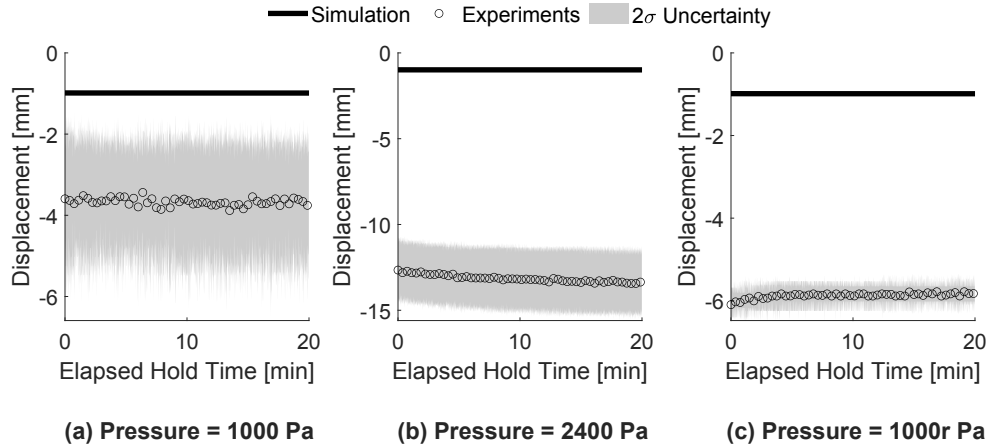 Simulation Experiments 2σ Uncertainty
0
-2
-4
-6
Displacement [mm]
0 10 20
Elapsed Hold Time [min]
(a) Pressure = 1000 Pa
0
-5
-10
-15
Displacement [mm]
0 10 20
Elapsed Hold Time [min]
(b) Pressure = 2400 Pa
0
-2
-4
-6
Displacement [mm]
0 10 20
Elapsed Hold Time [min]
(c) Pressure = 1000r Pa